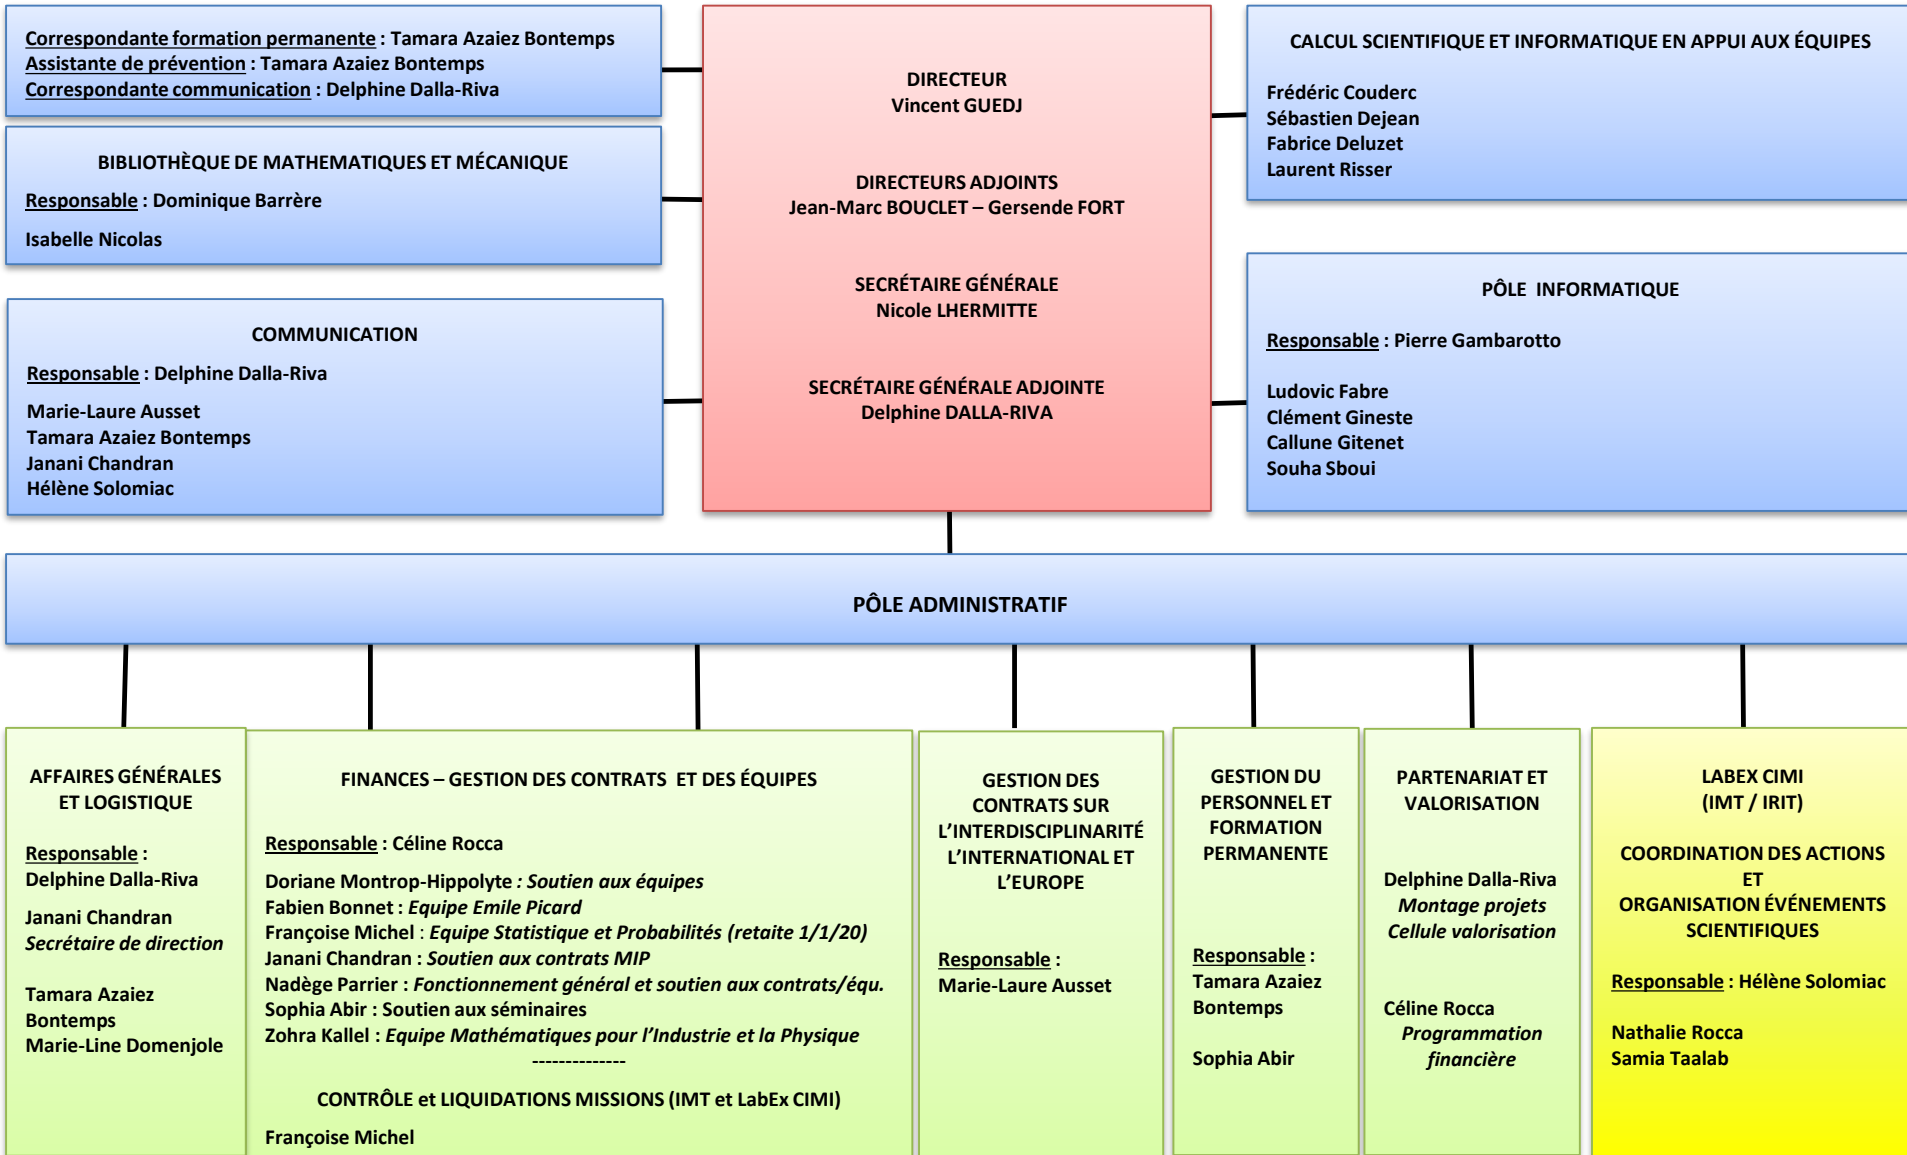 Correspondante formation permanente : Tamara Azaiez Bontemps
Assistante de prévention : Tamara Azaiez Bontemps
Correspondante communication : Delphine Dalla-Riva
BIBLIOTHÈQUE DE MATHEMATIQUES ET MÉCANIQUE
Responsable : Dominique Barrère
Isabelle Nicolas
COMMUNICATION
Responsable : Delphine Dalla-Riva
Marie-Laure Ausset
Tamara Azaiez Bontemps
Janani Chandran
Hélène Solomiac
DIRECTEUR
Vincent GUEDJ
DIRECTEURS ADJOINTS
Jean-Marc BOUCLET – Gersende FORT
SECRÉTAIRE GÉNÉRALE
Nicole LHERMITTE
SECRÉTAIRE GÉNÉRALE ADJOINTE
Delphine DALLA-RIVA
CALCUL SCIENTIFIQUE ET INFORMATIQUE EN APPUI AUX ÉQUIPES
Frédéric Couderc
Sébastien Dejean
Fabrice Deluzet
Laurent Risser
PÔLE INFORMATIQUE
Responsable : Pierre Gambarotto
Ludovic Fabre
Clément Gineste
Callune Gitenet
Souha Sboui
PÔLE ADMINISTRATIF
AFFAIRES GÉNÉRALES
ET LOGISTIQUE
Responsable :
Delphine Dalla-Riva
Janani Chandran
Secrétaire de direction
Tamara Azaiez
Bontemps
Marie-Line Domenjole
FINANCES – GESTION DES CONTRATS ET DES ÉQUIPES
Responsable : Céline Rocca
Doriane Montrop-Hippolyte : Soutien aux équipes
Fabien Bonnet : Equipe Emile Picard
Françoise Michel : Equipe Statistique et Probabilités (retaite 1/1/20)
Janani Chandran : Soutien aux contrats MIP
Nadège Parrier : Fonctionnement général et soutien aux contrats/équ.
Sophia Abir : Soutien aux séminaires
Zohra Kallel : Equipe Mathématiques pour l'Industrie et la Physique
--------------
CONTRÔLE et LIQUIDATIONS MISSIONS (IMT et LabEx CIMI)
Françoise Michel
GESTION DES
CONTRATS SUR
L'INTERDISCIPLINARITÉ
L'INTERNATIONAL ET
L'EUROPE
Responsable :
Marie-Laure Ausset
GESTION DU
PERSONNEL ET
FORMATION
PERMANENTE
Responsable :
Tamara Azaiez
Bontemps
Sophia Abir
PARTENARIAT ET
VALORISATION
Delphine Dalla-Riva
Montage projets
Cellule valorisation
Céline Rocca
Programmation
financière
LABEX CIMI
(IMT / IRIT)
COORDINATION DES ACTIONS
ET
ORGANISATION ÉVÉNEMENTS
SCIENTIFIQUES
Responsable : Hélène Solomiac
Nathalie Rocca
Samia Taalab